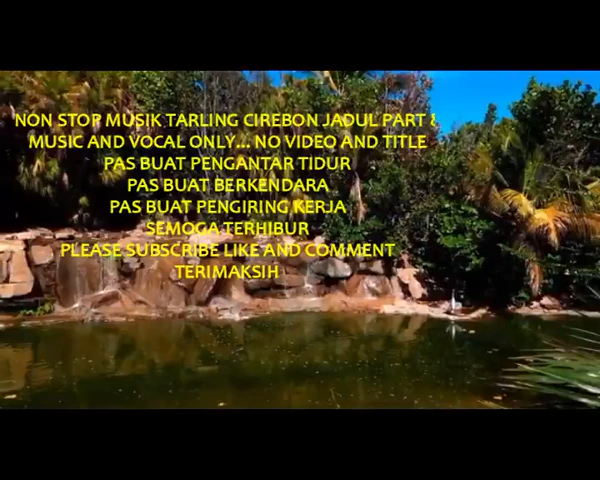 NON STOP MUSIK TARLING CIREBON JADUL PART
MUSIC AND VOCAL ONLY... NO VIDEO AND TITLE
PAS BUAT PENGANTAR TIDUR
PAS BUAT BERKENDARA
PAS BUAT PENGIRING KERJA
SEMOGA TERHIBUR
PLEASE SUBSCRIBE LIKE AND COMMENT
TERIMAKSIH